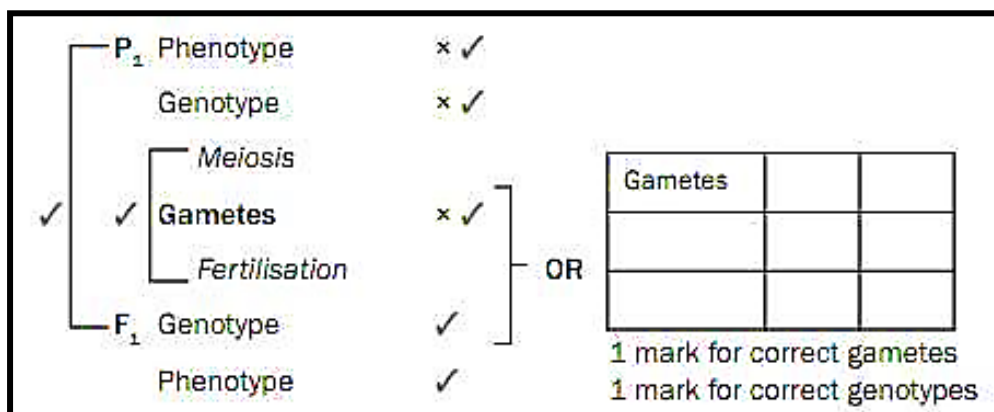 P₁ Phenotype × ✓
Genotype × ✓
Meiosis
✓ ✓ Gametes × ✓
Fertilisation
F₁ Genotype ✓
Phenotype ✓
OR
Gametes
1 mark for correct gametes
1 mark for correct genotypes